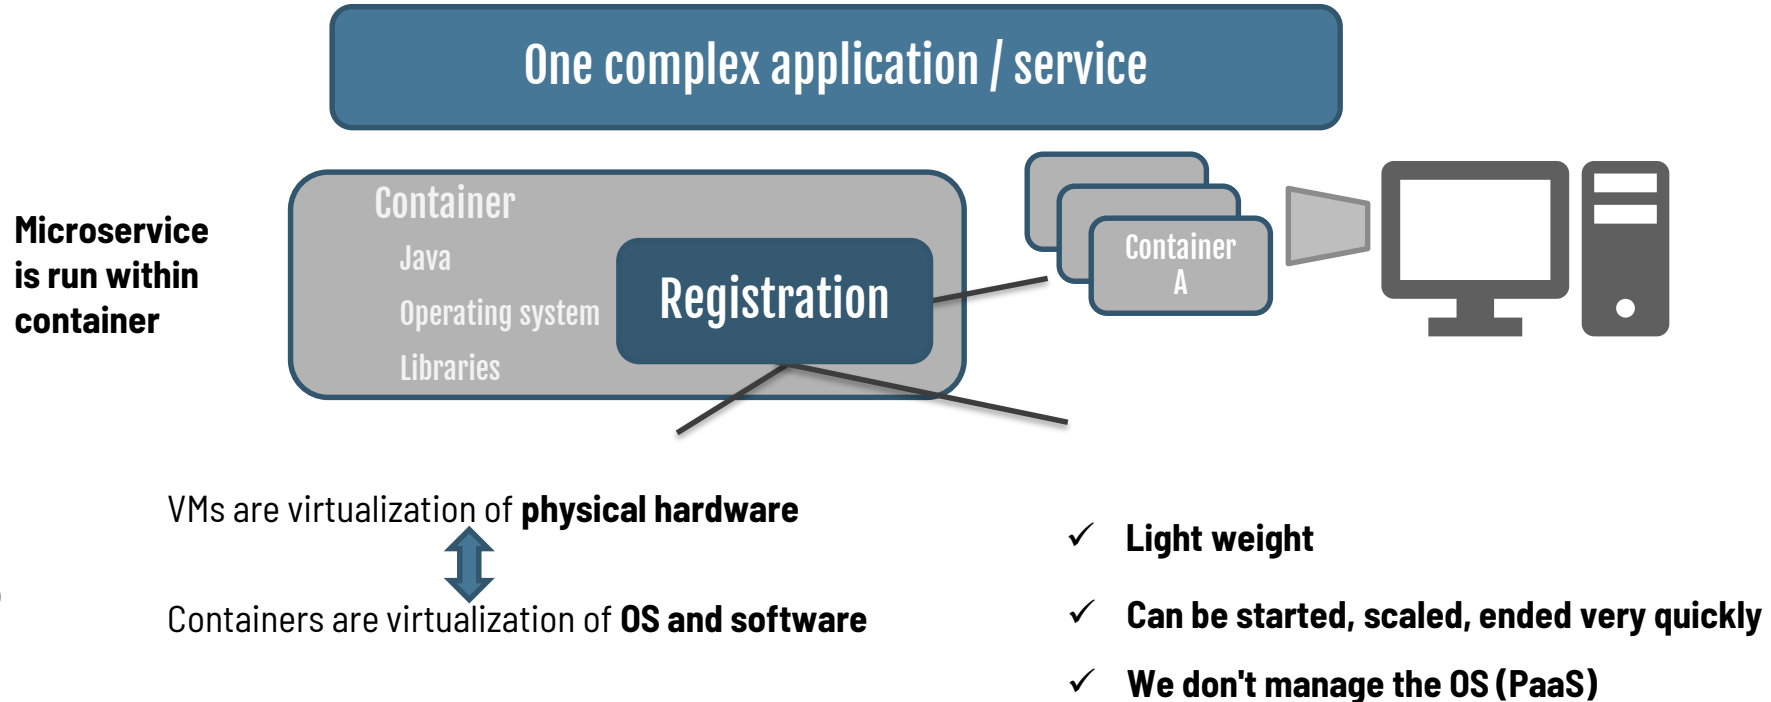 One complex application / service
Microservice
is run within
container
Container
Java
Operating system
Libraries
Registration
Container
A
VMs are virtualization of physical hardware
Containers are virtualization of OS and software
✓ Light weight
✓ Can be started, scaled, ended very quickly
✓ We don't manage the OS (PaaS)